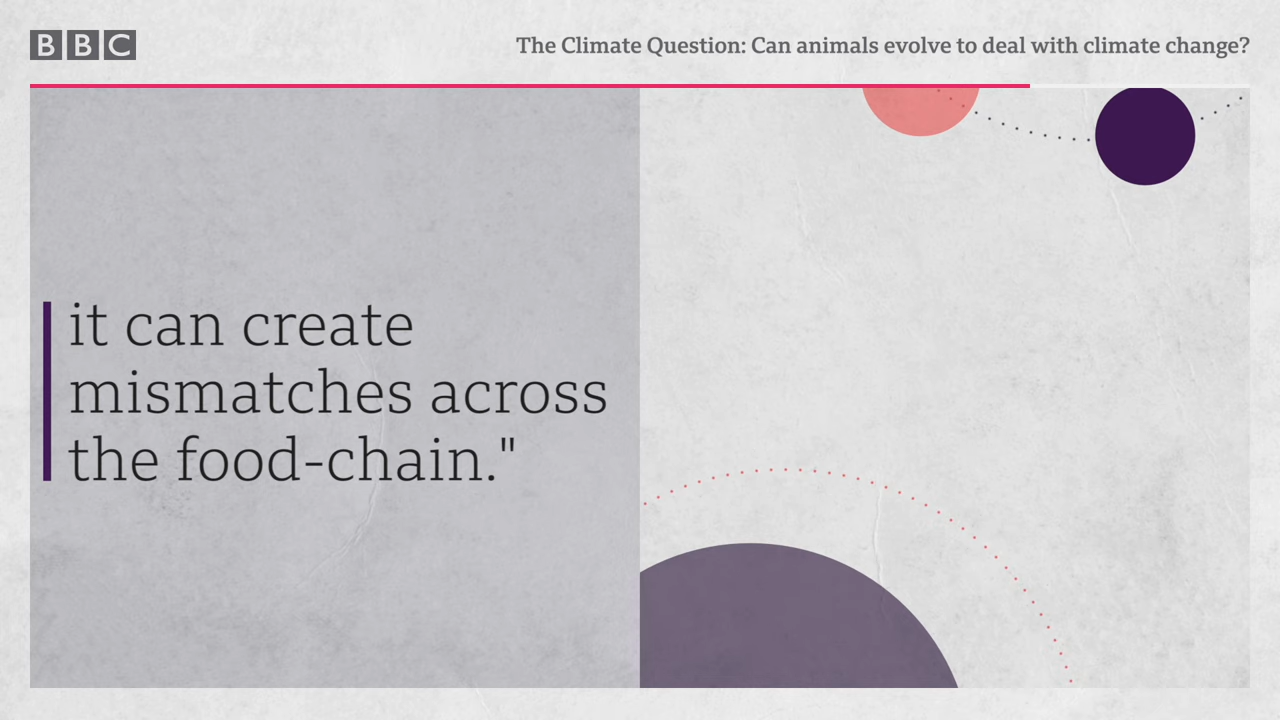 BBC
The Climate Question: Can animals evolve to deal with climate change?
it can create
mismatches across
the food-chain."